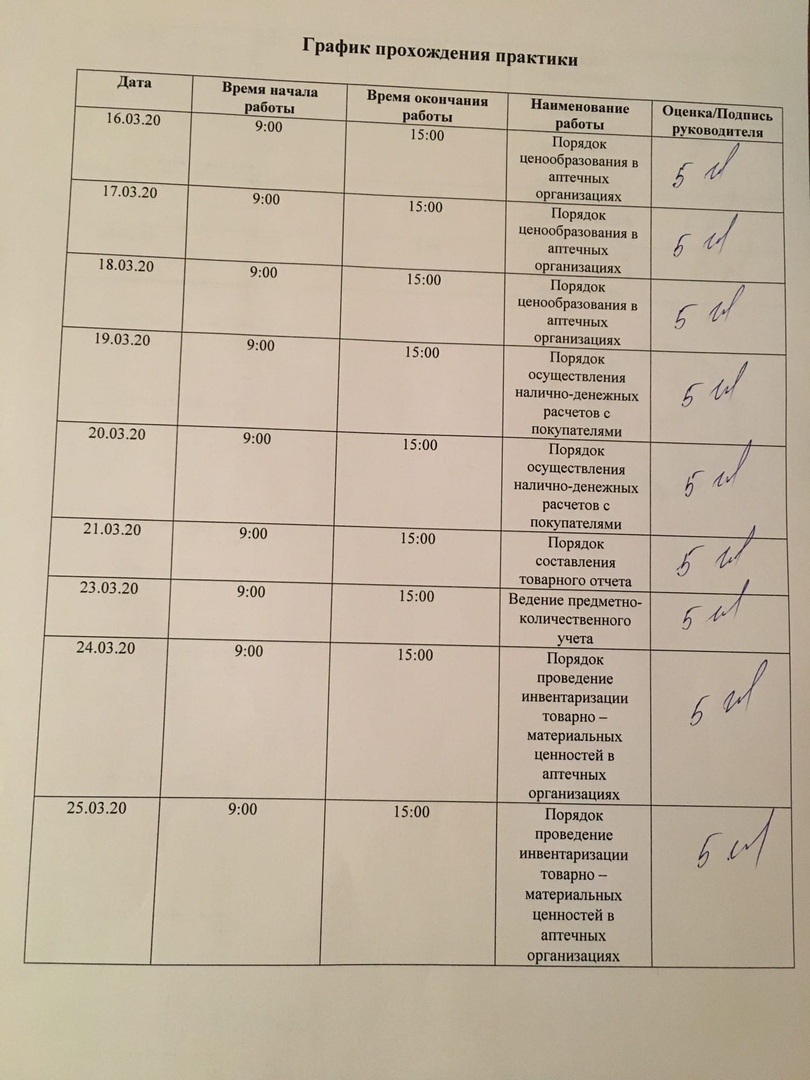 График прохождения практики
Дата
Время начала
работы
Время окончания
работы
Наименование
работы
Оценка/Подпись
руководителя
16.03.20
9:00
15:00
Порядок
ценообразования в
аптечных
организациях
5
17.03.20
9:00
15:00
Порядок
ценообразования в
аптечных
организациях
5
18.03.20
9:00
15:00
Порядок
ценообразования в
аптечных
организациях
5
19.03.20
9:00
15:00
Порядок
осуществления
налично-денежных
расчетов с
покупателями
5
20.03.20
9:00
15:00
Порядок
осуществления
налично-денежных
расчетов с
покупателями
5
21.03.20
9:00
15:00
Порядок
составления
товарного отчета
5
23.03.20
9:00
15:00
Ведение предметно-
количественного
учета
5
24.03.20
9:00
15:00
Порядок
проведение
инвентаризации
товарно –
материальных
ценностей в
аптечных
организациях
5
25.03.20
9:00
15:00
Порядок
проведение
инвентаризации
товарно –
материальных
ценностей в
аптечных
организациях
5